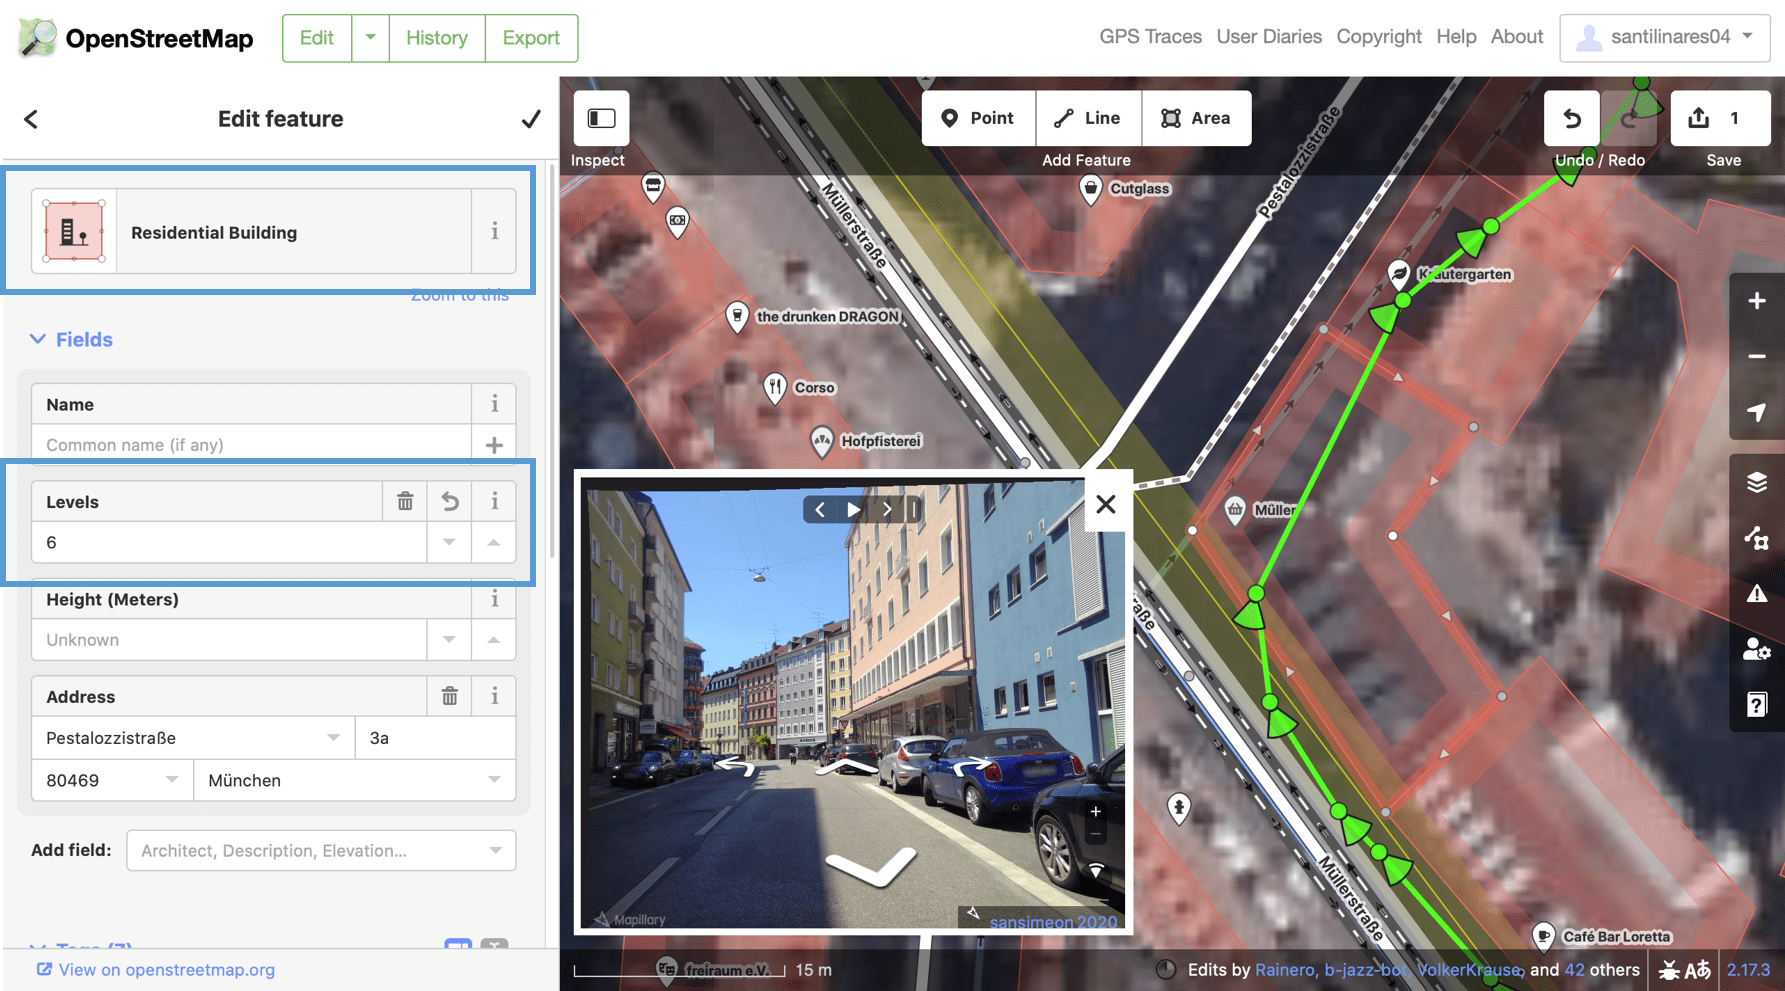 OpenStreetMap
Edit
History
Export
GPS Traces
User Diaries
Copyright
Help
About
santilinares04
Edit feature
Inspect
Point
Line
Area
Add Feature
Undo / Redo
1
Save
Residential Building
i
Zoom to this
Fields
Name
i
Common name (if any)
Levels
i
6
Height (Meters)
i
Unknown
Address
i
Pestalozzistraße
3a
80469
München
Add field:
Architect, Description, Elevation...
Tags (7)
View on openstreetmap.org
Müllerstraße
Pestalozzistraße
Cutglass
Kräutergarten
the drunken DRAGON
Corso
Hofpfisterei
Müller
raße
Mapillary
sansimeon 2020
Müllerstraße
Café Bar Loretta
freiraum e.V.
15 m
Edits by Rainero, b-jazz-bot, VolkerKrause, and 42 others
2.17.3